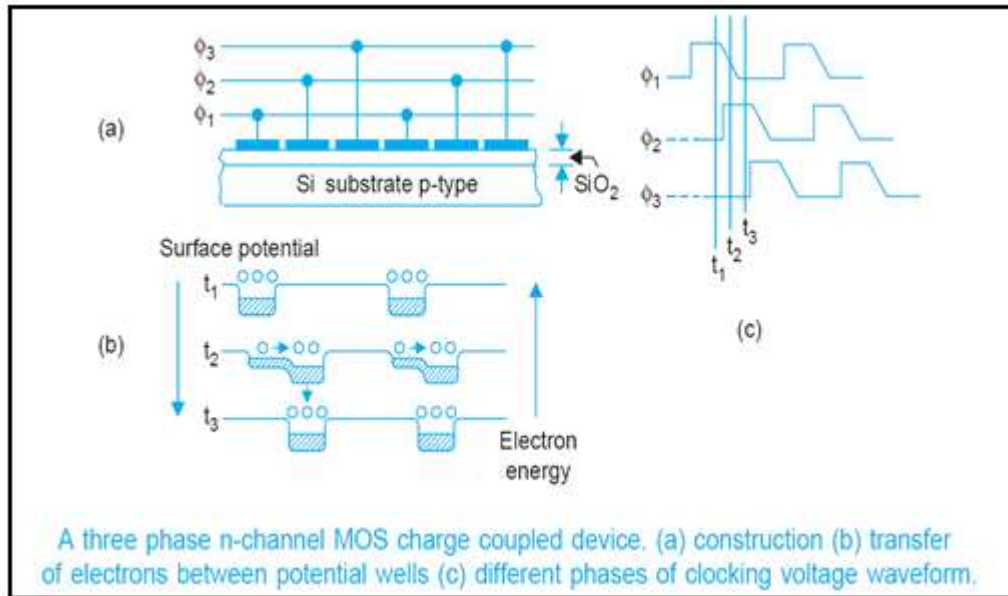 ϕ3
ϕ2
ϕ1
(a)
Si substrate p-type
SiO2
ϕ1
ϕ2
ϕ3
t1
t2
t3
(c)
Surface potential
t1
(b)
t2
t3
Electron
energy
A three phase n-channel MOS charge coupled device. (a) construction (b) transfer
of electrons between potential wells (c) different phases of clocking voltage waveform.